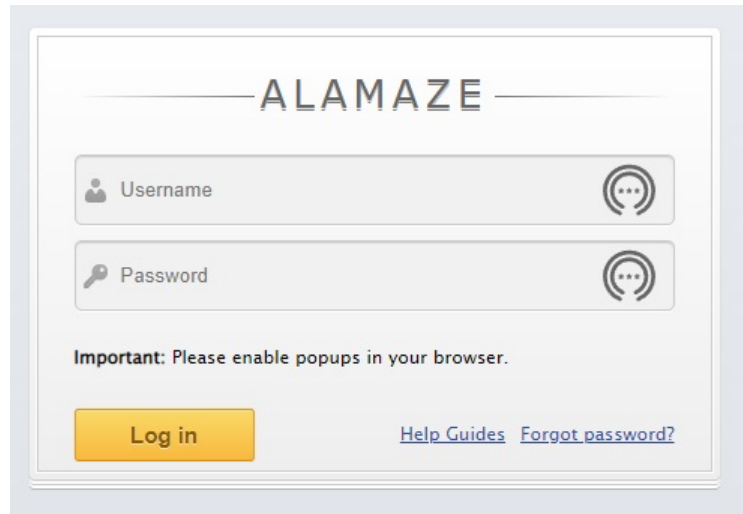 ALAMAZE
Username
Password
Important: Please enable popups in your browser.
Log in Help Guides Forgot password?